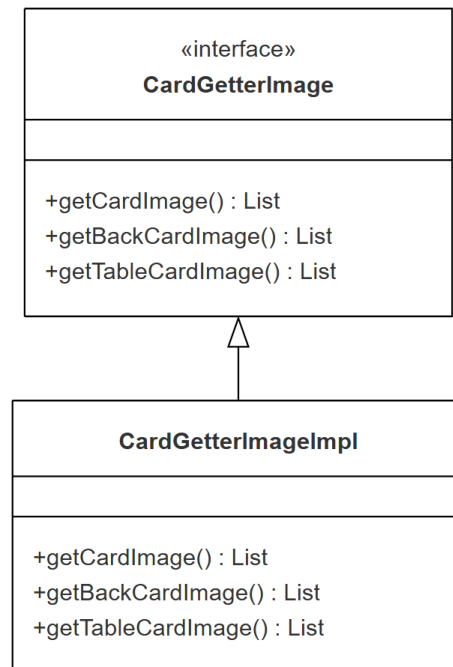 «interface»
CardGetterImage
+getCardImage() : List
+getBackCardImage() : List
+getTableCardImage() : List
CardGetterImageImpl
+getCardImage() : List
+getBackCardImage() : List
+getTableCardImage() : List